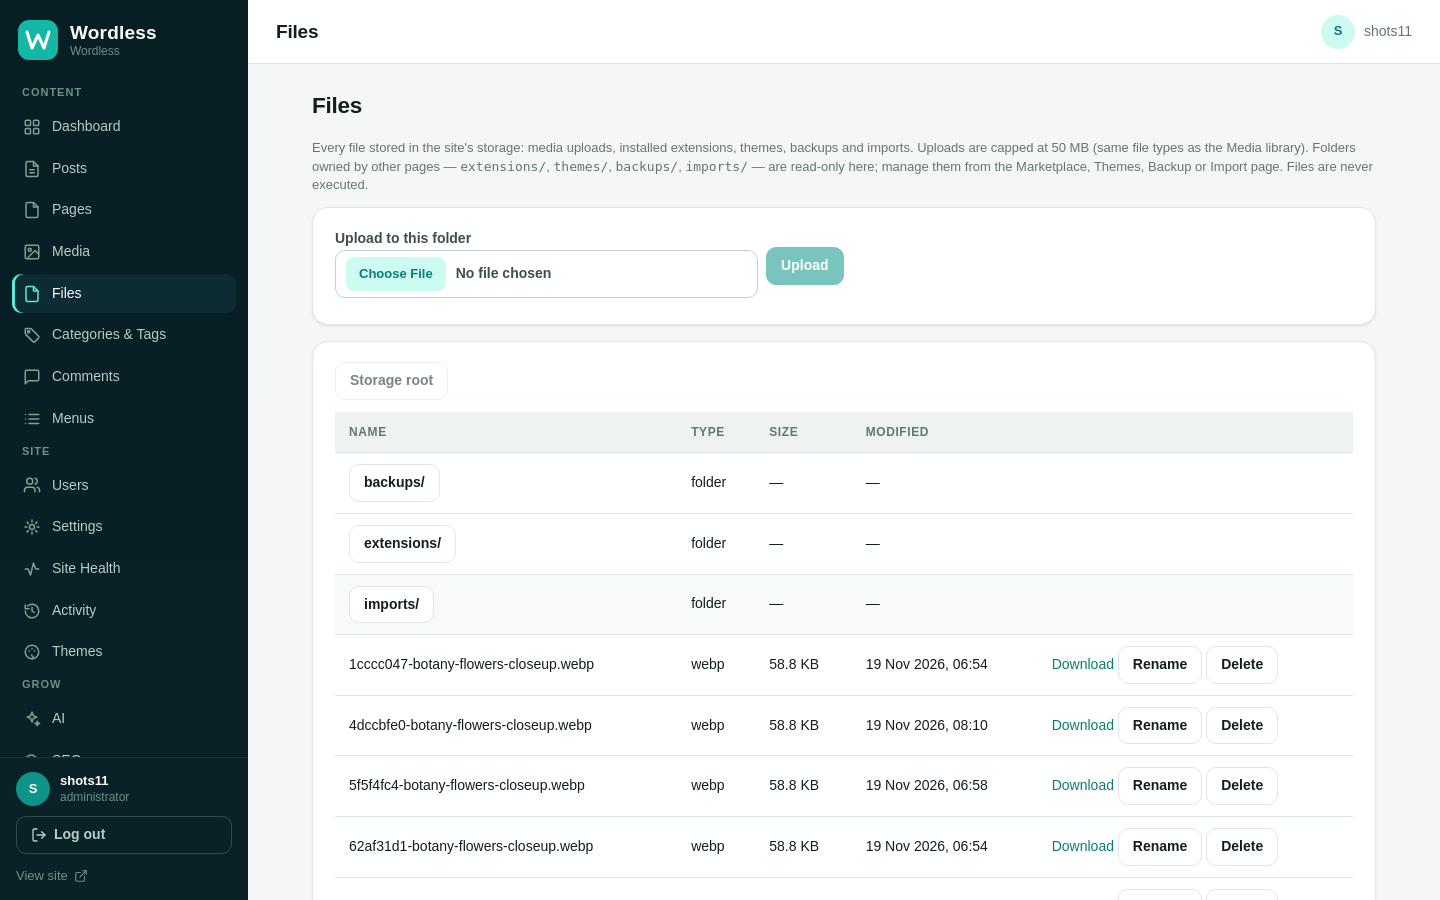 Wordless
Wordless
CONTENT
Dashboard
Posts
Pages
Media
Files
Categories & Tags
Comments
Menus
SITE
Users
Settings
Site Health
Activity
Themes
GROW
AI
S shots11
administrator
Log out
View site
Files
S shots11
Files
Every file stored in the site's storage: media uploads, installed extensions, themes, backups and imports. Uploads are capped at 50 MB (same file types as the Media library). Folders
owned by other pages — extensions/, themes/, backups/, imports/ — are read-only here; manage them from the Marketplace, Themes, Backup or Import page. Files are never
executed.
Upload to this folder
Choose File No file chosen Upload
Storage root
NAME TYPE SIZE MODIFIED
backups/ folder — —
extensions/ folder — —
imports/ folder — —
1cccc047-botany-flowers-closeup.webp webp 58.8 KB 19 Nov 2026, 06:54 Download Rename Delete
4dccbfe0-botany-flowers-closeup.webp webp 58.8 KB 19 Nov 2026, 08:10 Download Rename Delete
5f5f4fc4-botany-flowers-closeup.webp webp 58.8 KB 19 Nov 2026, 06:58 Download Rename Delete
62af31d1-botany-flowers-closeup.webp webp 58.8 KB 19 Nov 2026, 06:54 Download Rename Delete